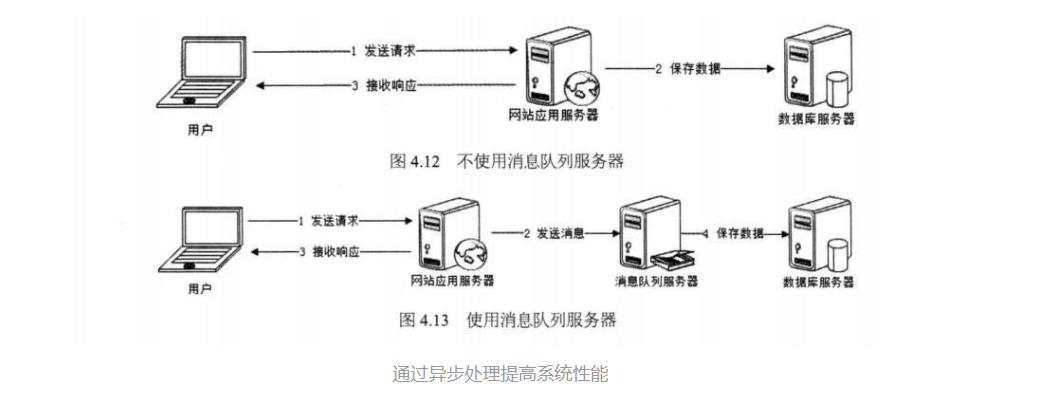 1 发送请求
2 保存数据
3 接收响应
用户
网站应用服务器
数据库服务器
图 4.12 不使用消息队列服务器
1 发送请求
2 发送消息
4 保存数据
3 接收响应
用户
网站应用服务器
消息队列服务器
数据库服务器
图 4.13 使用消息队列服务器
通过异步处理提高系统性能